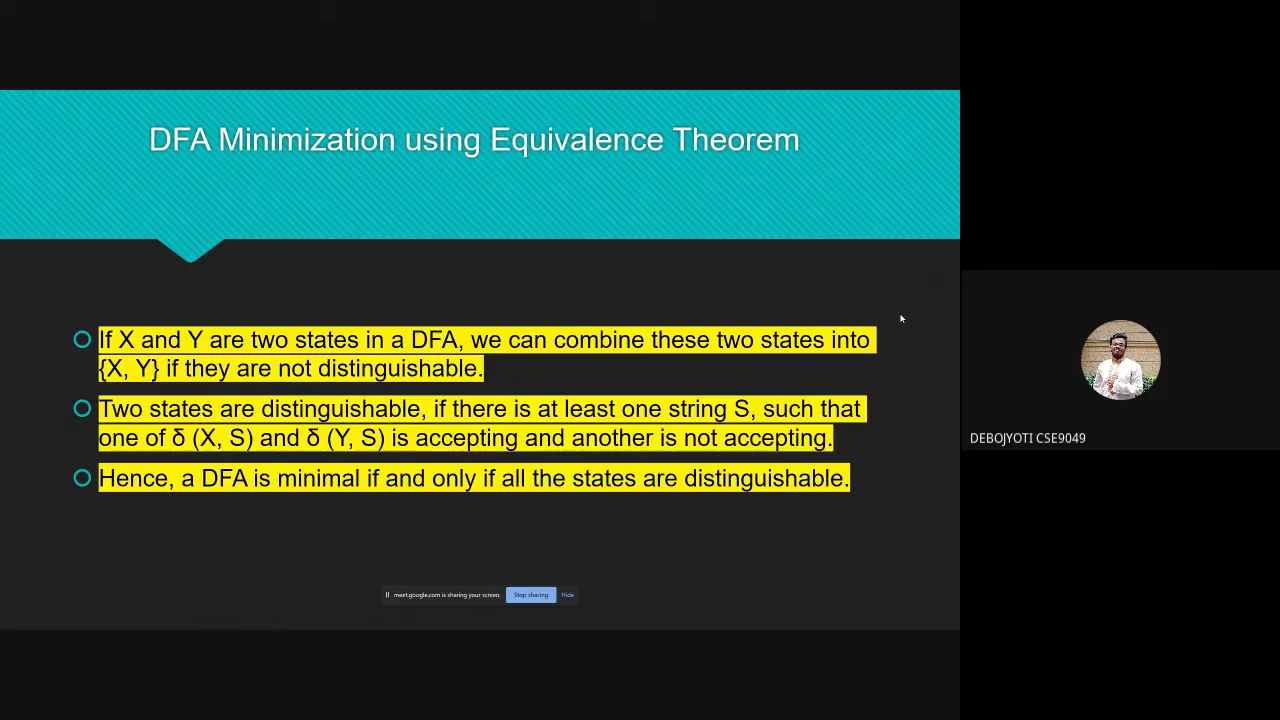 DFA Minimization using Equivalence Theorem
If X and Y are two states in a DFA, we can combine these two states into
{X, Y} if they are not distinguishable.
Two states are distinguishable, if there is at least one string S, such that
one of δ (X, S) and δ (Y, S) is accepting and another is not accepting.
Hence, a DFA is minimal if and only if all the states are distinguishable.
meet.google.com is sharing your screen. Stop sharing Hide
DEBOJYOTI CSE9049